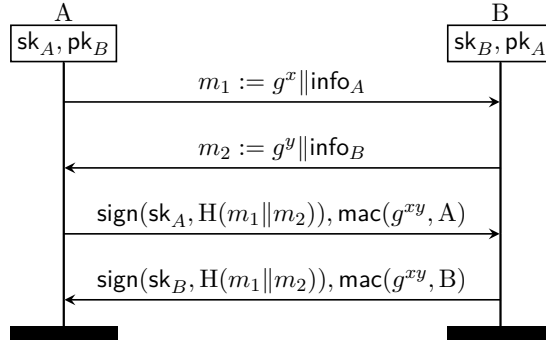 A
B
sk_A, pk_B
sk_B, pk_A
m_1 := g^x‖info_A
m_2 := g^y‖info_B
sign(sk_A, H(m_1‖m_2)), mac(g^{xy}, A)
sign(sk_B, H(m_1‖m_2)), mac(g^{xy}, B)